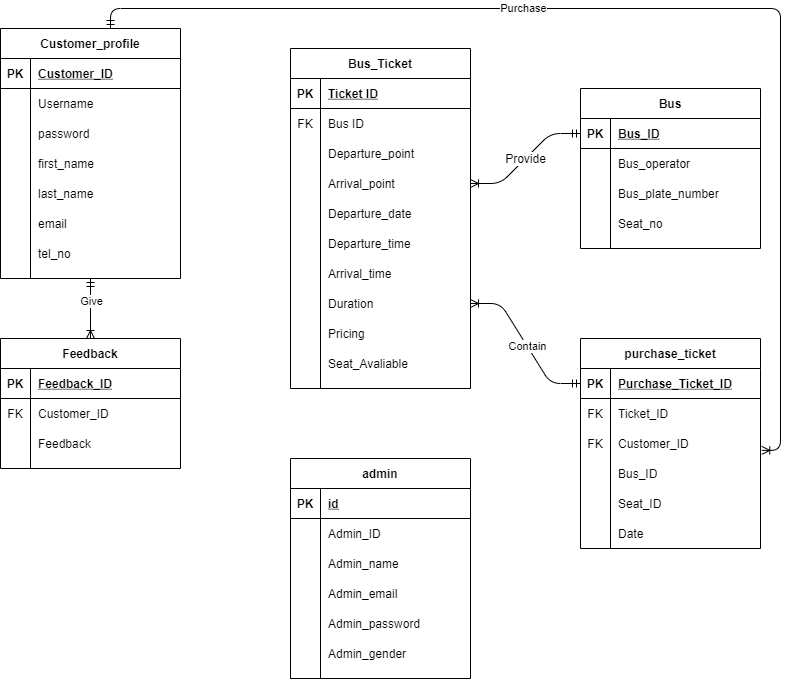 Purchase
Customer_profile
PK Customer_ID
Username
password
first_name
last_name
email
tel_no
Give
Feedback
PK Feedback_ID
FK Customer_ID
Feedback
Bus_Ticket
PK Ticket ID
FK Bus ID
Departure_point
Arrival_point
Departure_date
Departure_time
Arrival_time
Duration
Pricing
Seat_Avaliable
Provide
Contain
Bus
PK Bus_ID
Bus_operator
Bus_plate_number
Seat_no
purchase_ticket
PK Purchase_Ticket_ID
FK Ticket_ID
FK Customer_ID
Bus_ID
Seat_ID
Date
admin
PK id
Admin_ID
Admin_name
Admin_email
Admin_password
Admin_gender